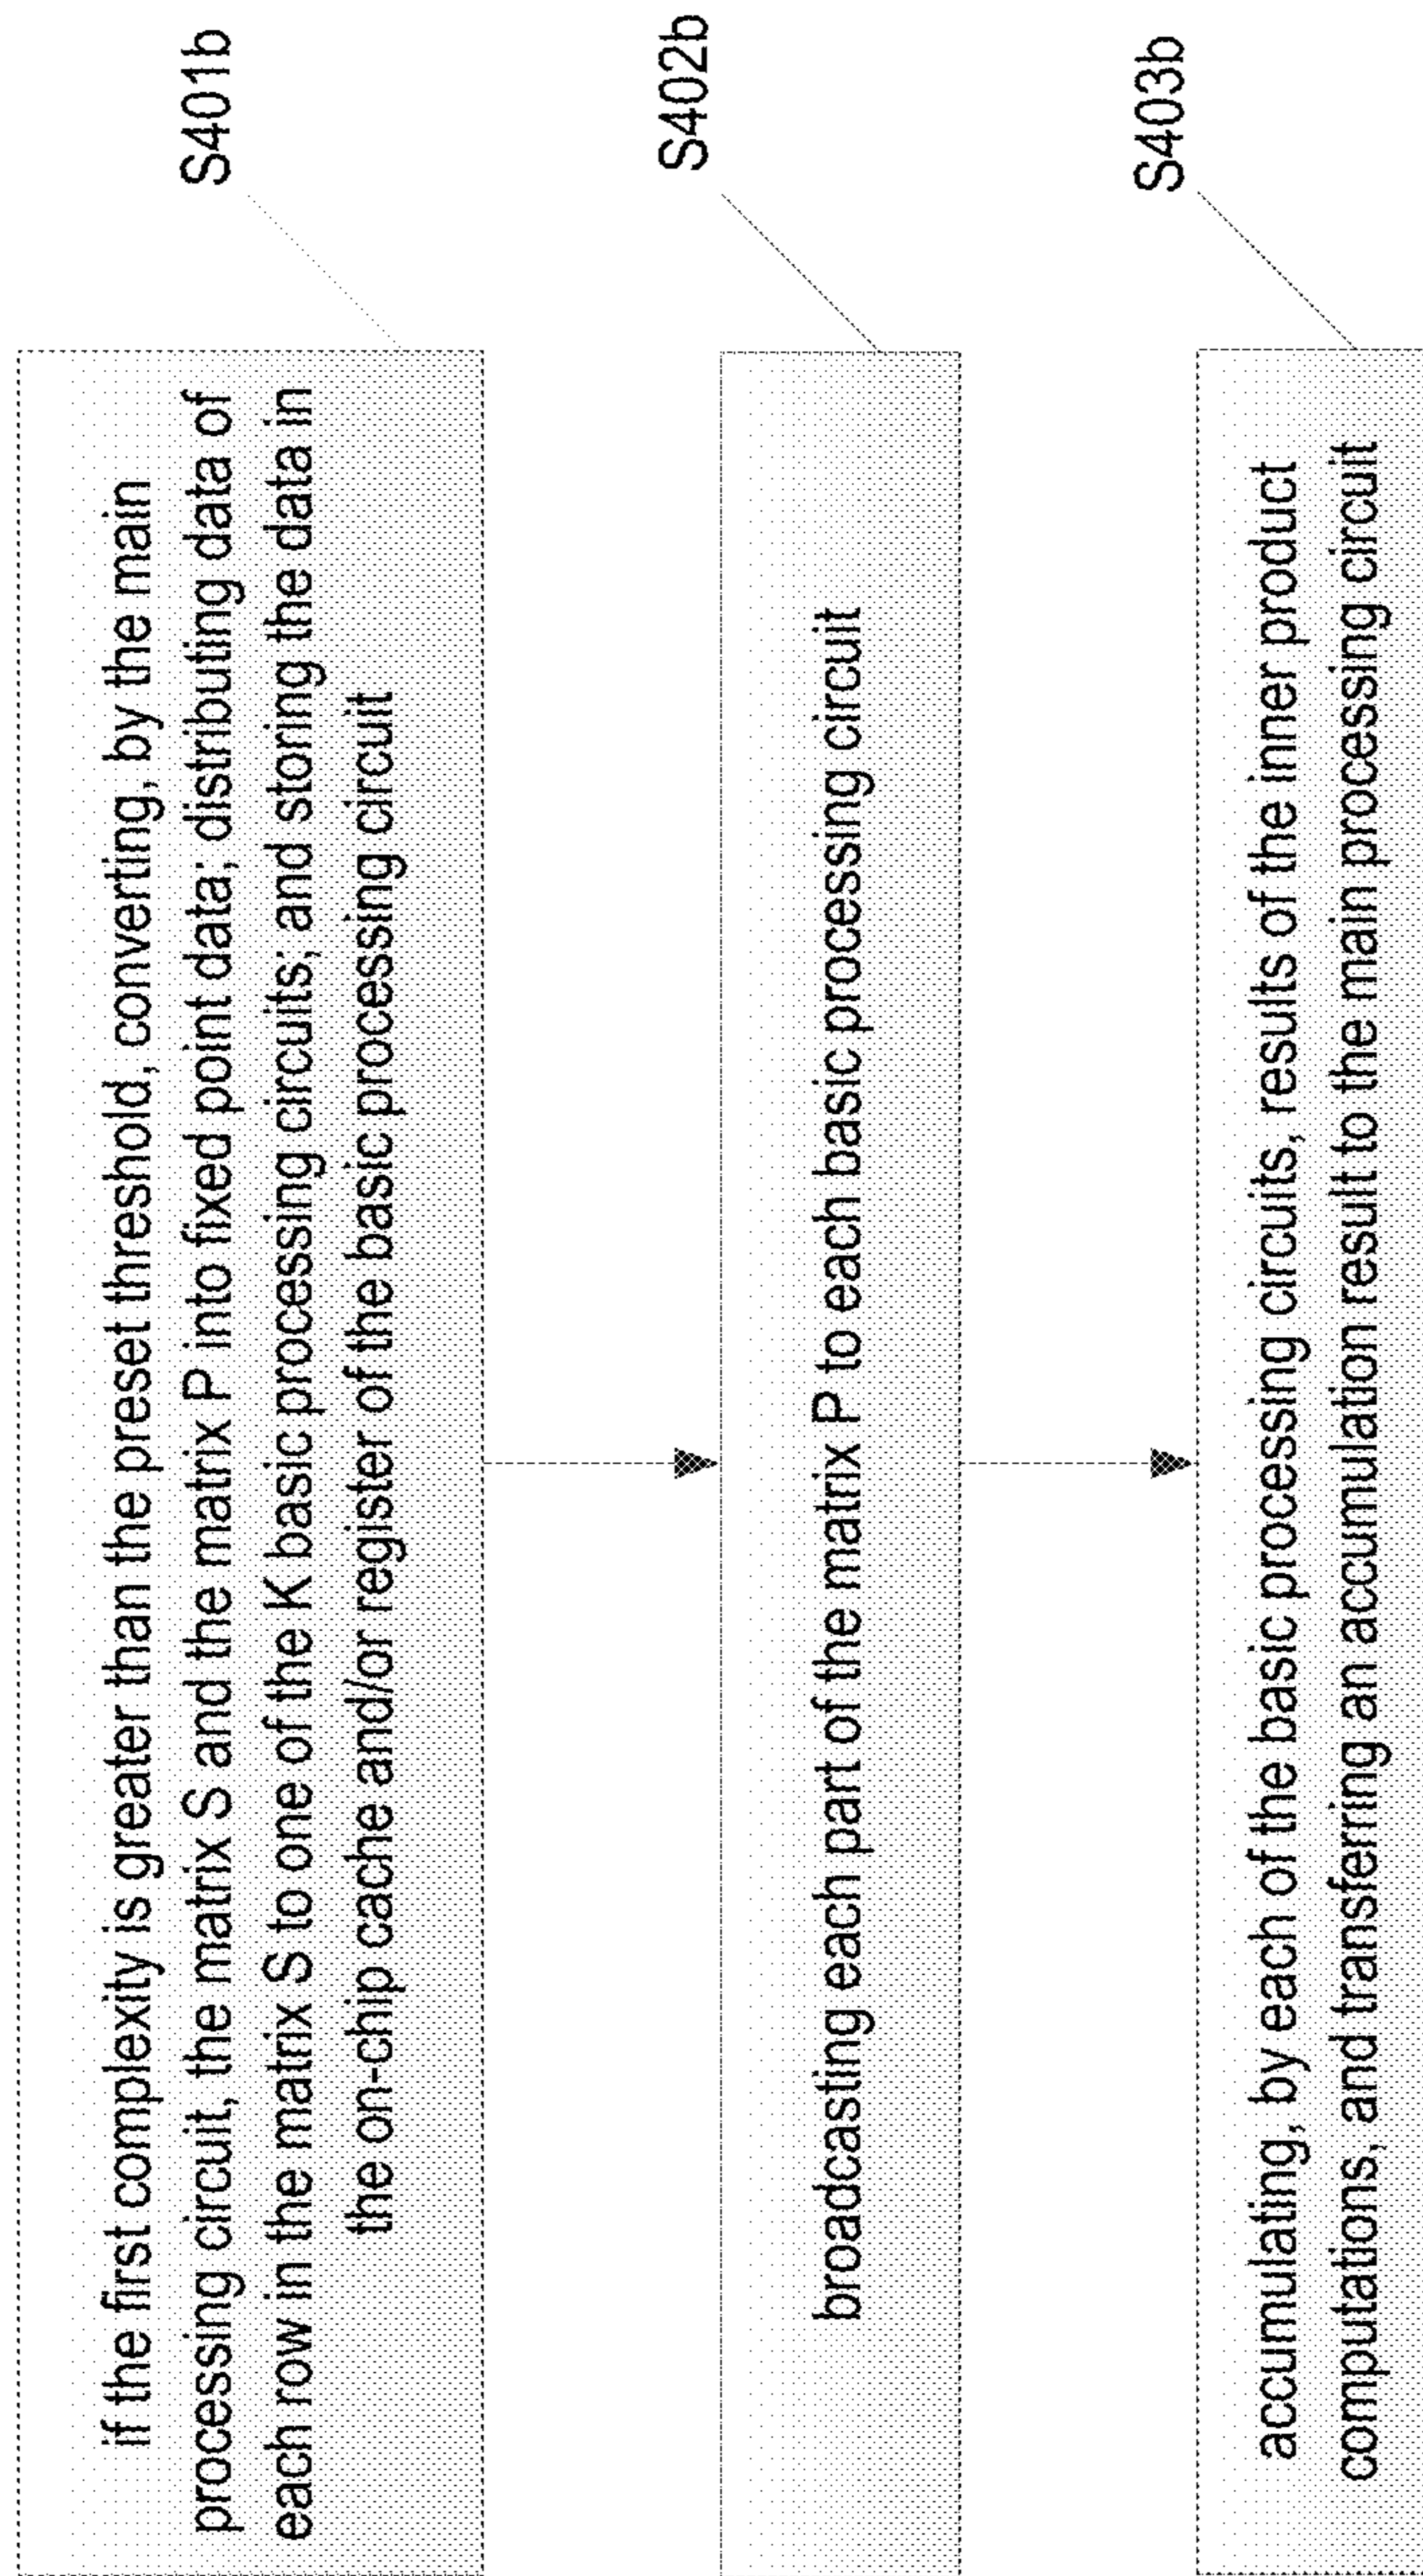 if the first complexity is greater than the preset threshold, converting, by the main
processing circuit, the matrix S and the matrix P into fixed point data; distributing data of
each row in the matrix S to one of the K basic processing circuits; and storing the data in
the on-chip cache and/or register of the basic processing circuit
S401b
broadcasting each part of the matrix P to each basic processing circuit
S402b
accumulating, by each of the basic processing circuits, results of the inner product
computations, and transferring an accumulation result to the main processing circuit
S403b